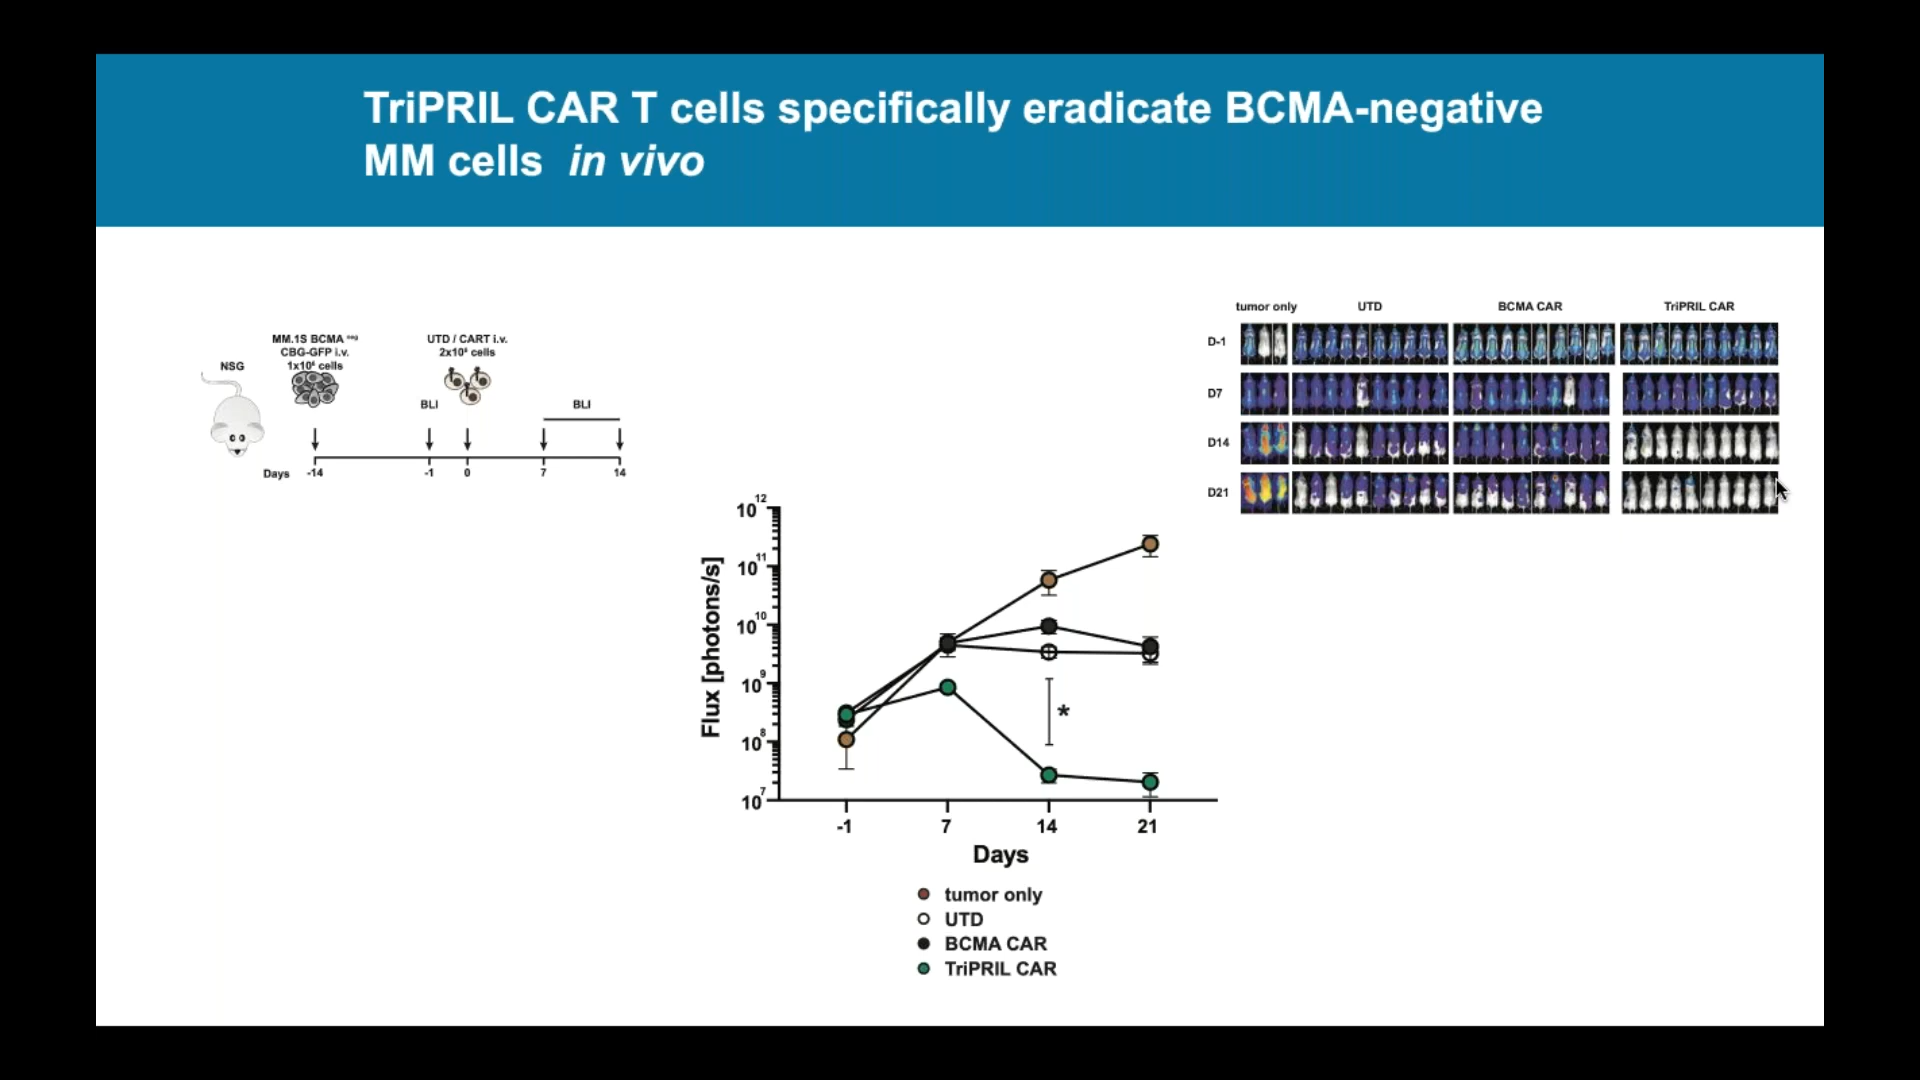 TriPRIL CAR T cells specifically eradicate BCMA-negative
MM cells in vivo
NSG
MM.1S BCMA neg
CBG-GFP i.v.
1x10⁶ cells
UTD / CART i.v.
cells
BLI
BLI
Days -14 -1 0 7 14
tumor only UTD BCMA CAR TriPRIL CAR
D-1
D7
D14
D21
Flux [photons/s]
10¹²
10¹¹
10¹⁰
10⁹
10⁸
10⁷
*
-1 7 14 21
Days
tumor only
UTD
BCMA CAR
TriPRIL CAR